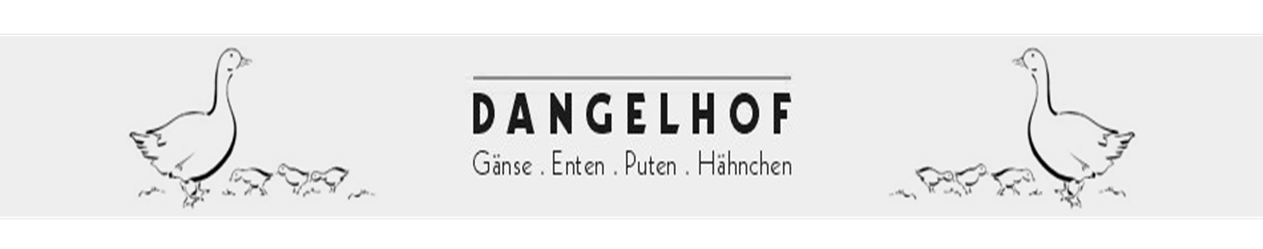 DANGELHOF
Gänse . Enten . Puten . Hähnchen